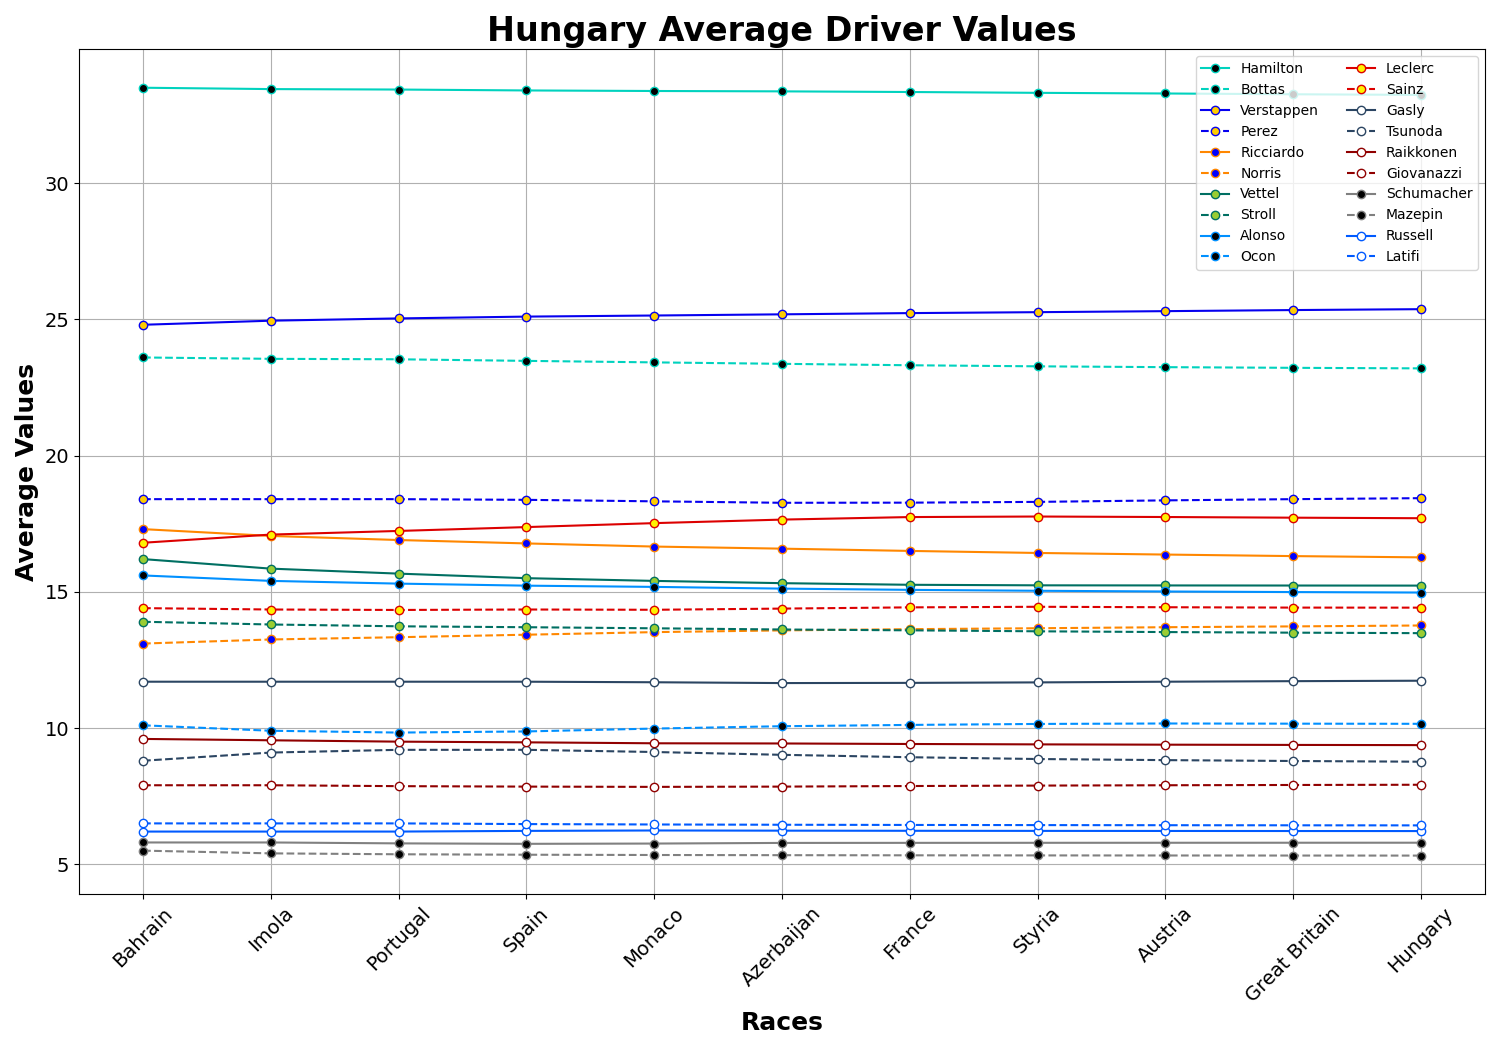 Hungary Average Driver Values
Hamilton
Bottas
Verstappen
Perez
Ricciardo
Norris
Vettel
Stroll
Alonso
Ocon
Leclerc
Sainz
Gasly
Tsunoda
Raikkonen
Giovanazzi
Schumacher
Mazepin
Russell
Latifi
Average Values
30
25
20
15
10
5
Bahrain
Imola
Portugal
Spain
Monaco
Azerbaijan
France
Styria
Austria
Great Britain
Hungary
Races